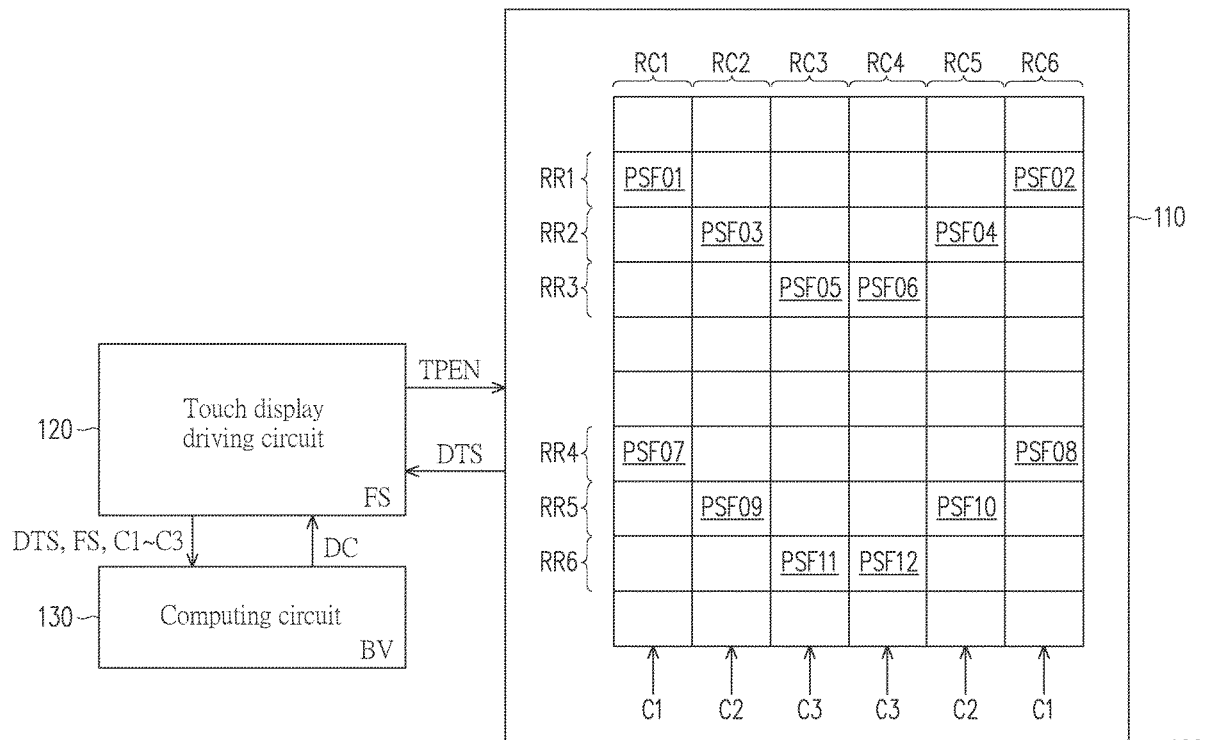 RC1 RC2 RC3 RC4 RC5 RC6
RR1 PSF01 PSF02
110
RR2 PSF03 PSF04
RR3 PSF05 PSF06
TPEN
120
Touch display
driving circuit
DTS
FS
RR4 PSF07 PSF08
RR5 PSF09 PSF10
DTS, FS, C1~C3
DC
RR6 PSF11 PSF12
130
Computing circuit
BV
C1 C2 C3 C3 C2 C1